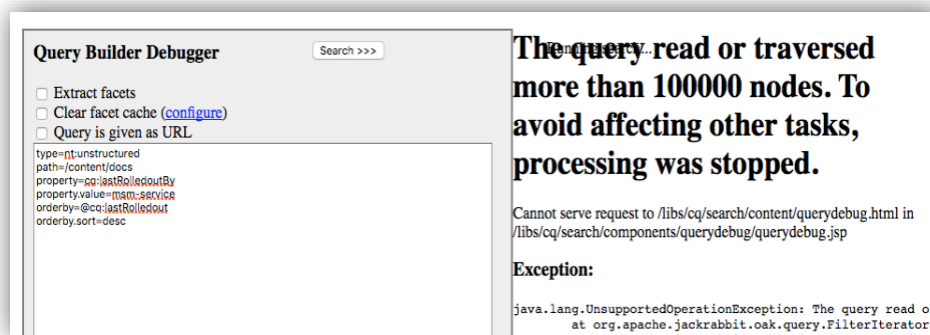 Query Builder Debugger
Search >>>
Extract facets
Clear facet cache (configure)
Query is given as URL
type=nt:unstructured
path=/content/docs
property=cq:lastRolledoutBy
property.value=msm-service
orderby=@cq:lastRolledout
orderby.sort=desc
The query read or traversed
more than 100000 nodes. To
avoid affecting other tasks,
processing was stopped.
Cannot serve request to /libs/cq/search/content/querydebug.html in
/libs/cq/search/components/querydebug/querydebug.jsp
Exception:
java.lang.UnsupportedOperationException: The query read o
at org.apache.jackrabbit.oak.query.FilterIterator